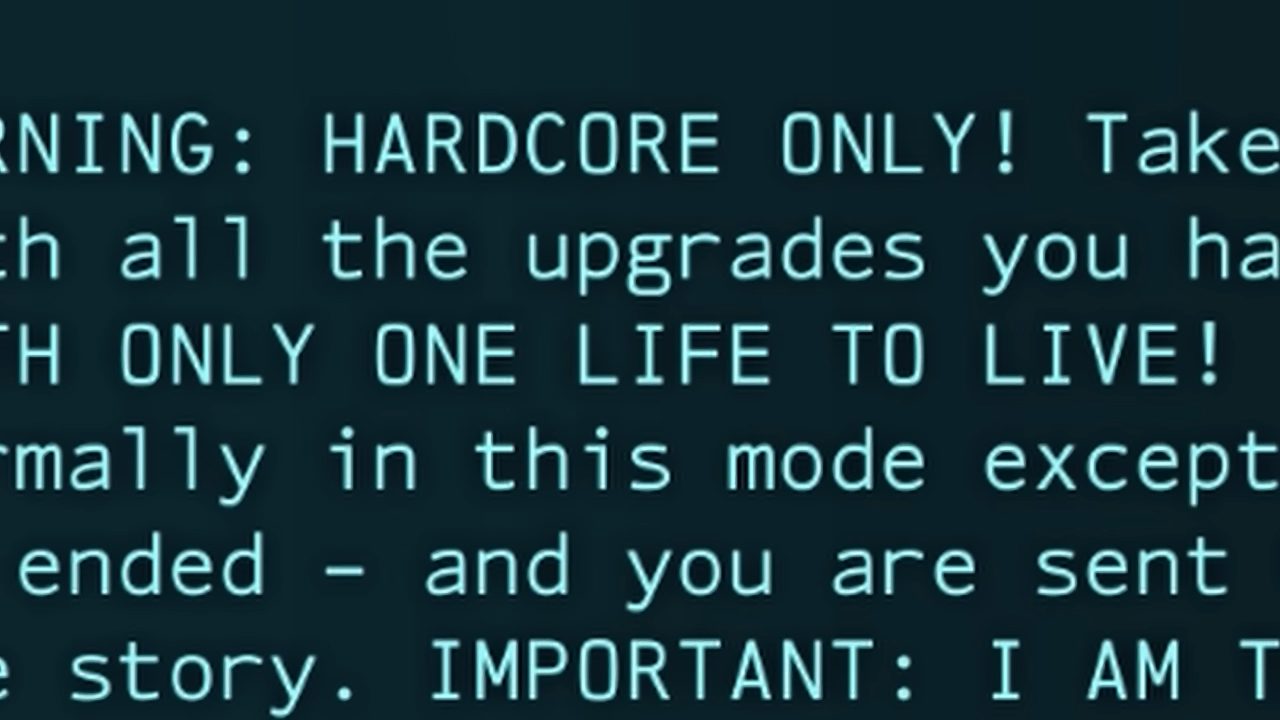 RNING: HARDCORE ONLY! Take
th all the upgrades you ha
TH ONLY ONE LIFE TO LIVE!
rmally in this mode except
ended – and you are sent
e story. IMPORTANT: I AM T